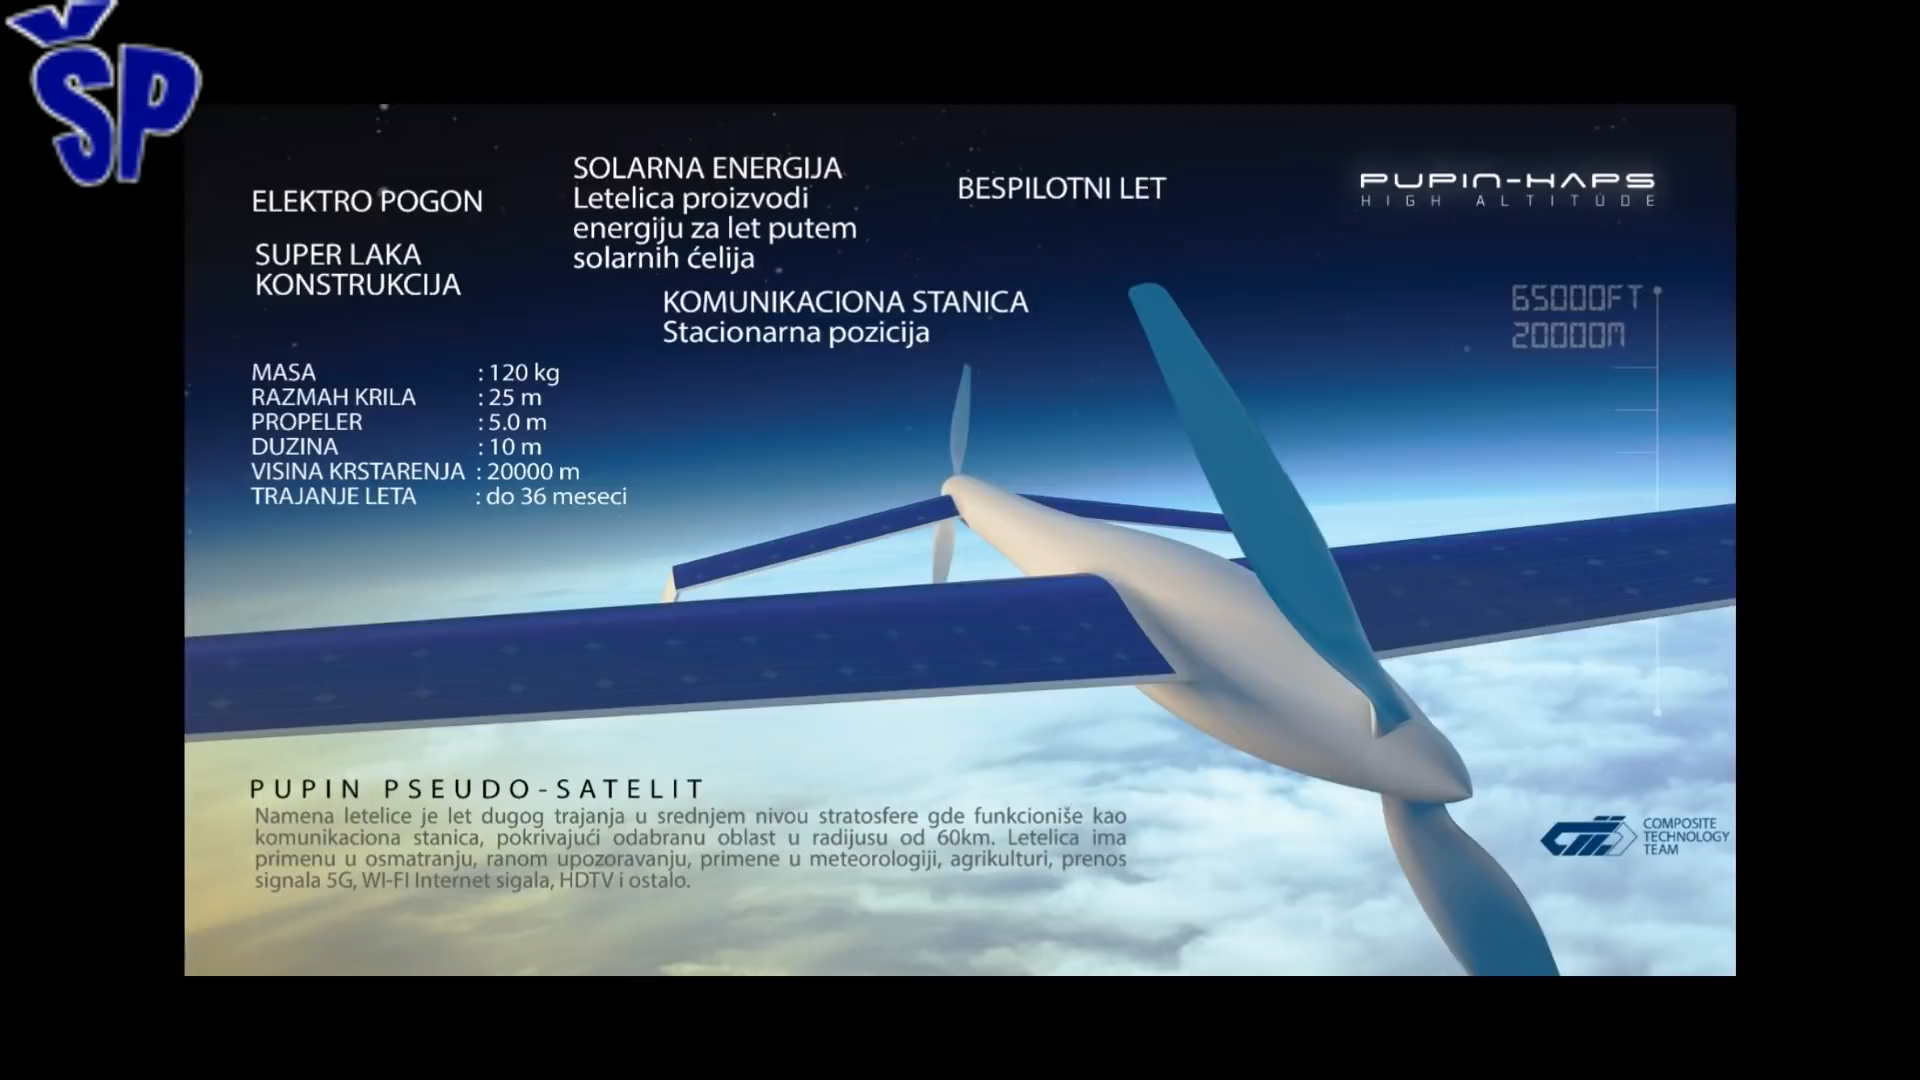 ŠP
ELEKTRO POGON
SUPER LAKA
KONSTRUKCIJA
SOLARNA ENERGIJA
Letelica proizvodi
energiju za let putem
solarnih ćelija
BESPILOTNI LET
KOMUNIKACIONA STANICA
Stacionarna pozicija
PUPIN-HAPS
HIGH ALTITUDE
65000FT
20000M
MASA : 120 kg
RAZMAH KRILA : 25 m
PROPELER : 5.0 m
DUZINA : 10 m
VISINA KRSTARENJA : 20000 m
TRAJANJE LETA : do 36 meseci
PUPIN PSEUDO-SATELIT
Namena letelice je let dugog trajanja u srednjem nivou stratosfere gde funkcioniše kao
komunikaciona stanica, pokrivajući odabranu oblast u radijusu od 60km. Letelica ima
primenu u osmatranju, ranom upozoravanju, primene u meteorologiji, agrikulturi, prenos
signala 5G, WI-FI Internet sigala, HDTV i ostalo.
COMPOSITE
TECHNOLOGY
TEAM